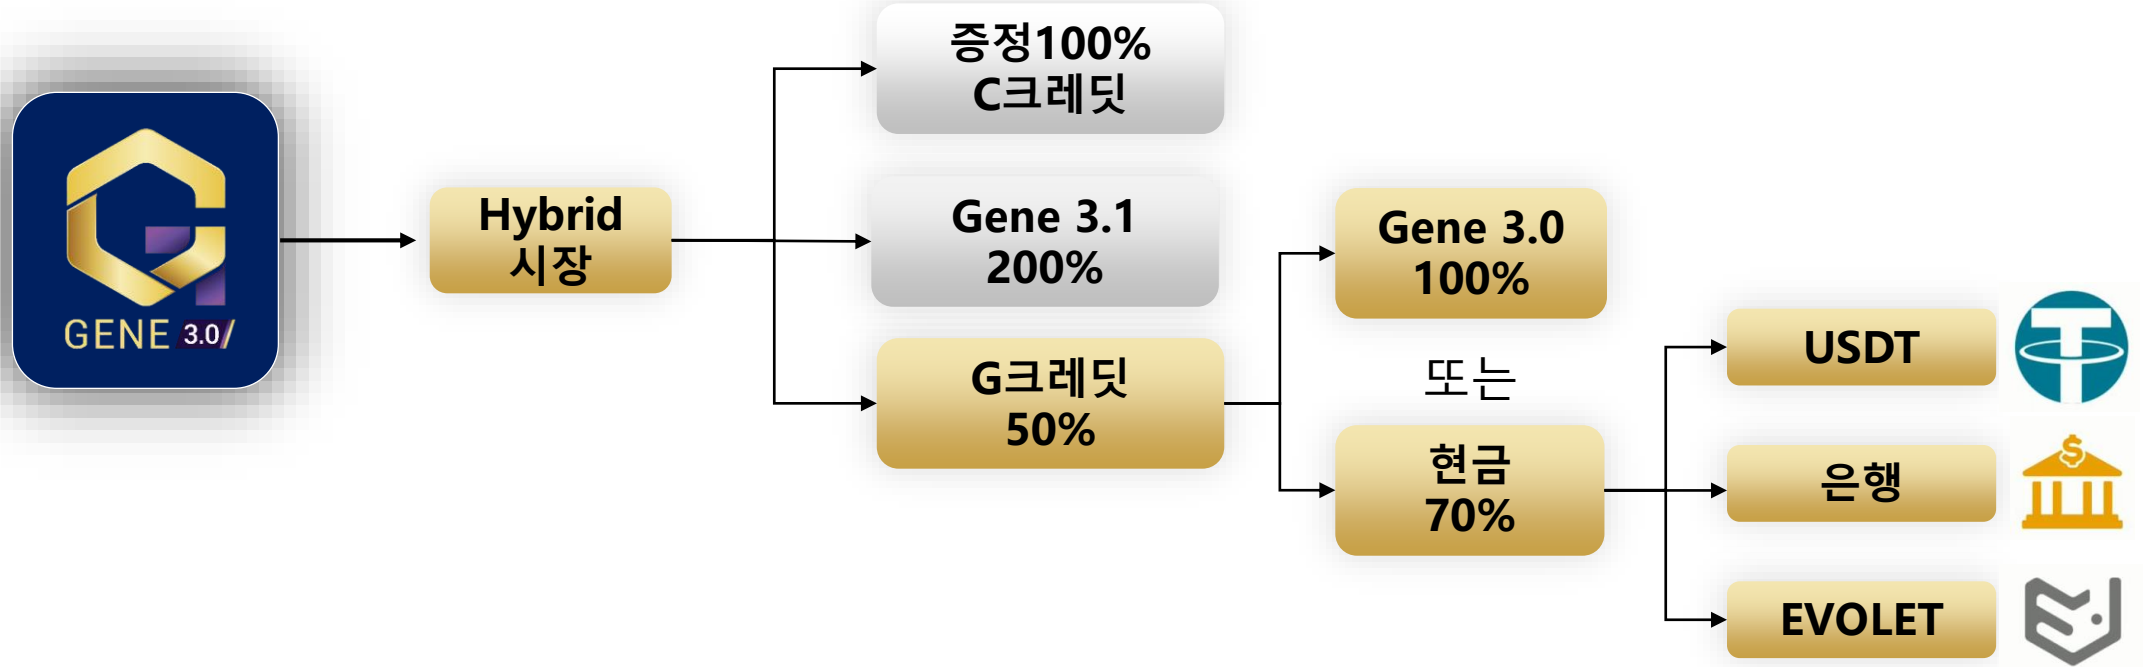 GENE 3.0/
Hybrid
시장
증정100%
C크레딧
Gene 3.1
200%
G크레딧
50%
Gene 3.0
100%
또는
현금
70%
USDT
은행
EVOLET